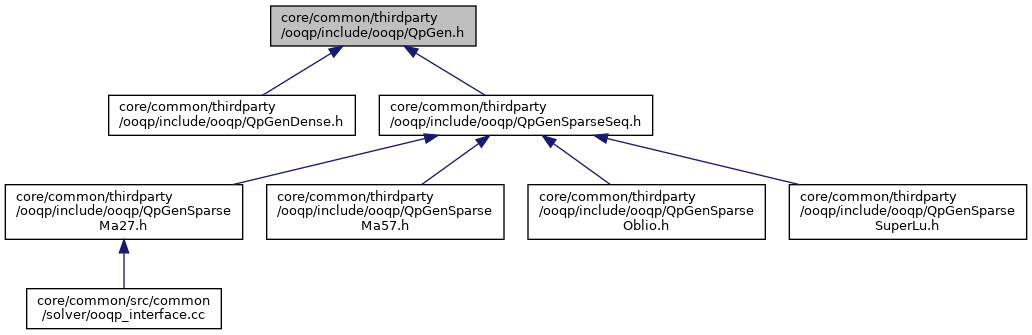 core/common/thirdparty
/ooqp/include/ooqp/QpGen.h
core/common/thirdparty
/ooqp/include/ooqp/QpGenDense.h
core/common/thirdparty
/ooqp/include/ooqp/QpGenSparseSeq.h
core/common/thirdparty
/ooqp/include/ooqp/QpGenSparse
Ma27.h
core/common/thirdparty
/ooqp/include/ooqp/QpGenSparse
Ma57.h
core/common/thirdparty
/ooqp/include/ooqp/QpGenSparse
Oblio.h
core/common/thirdparty
/ooqp/include/ooqp/QpGenSparse
SuperLu.h
core/common/src/common
/solver/ooqp_interface.cc